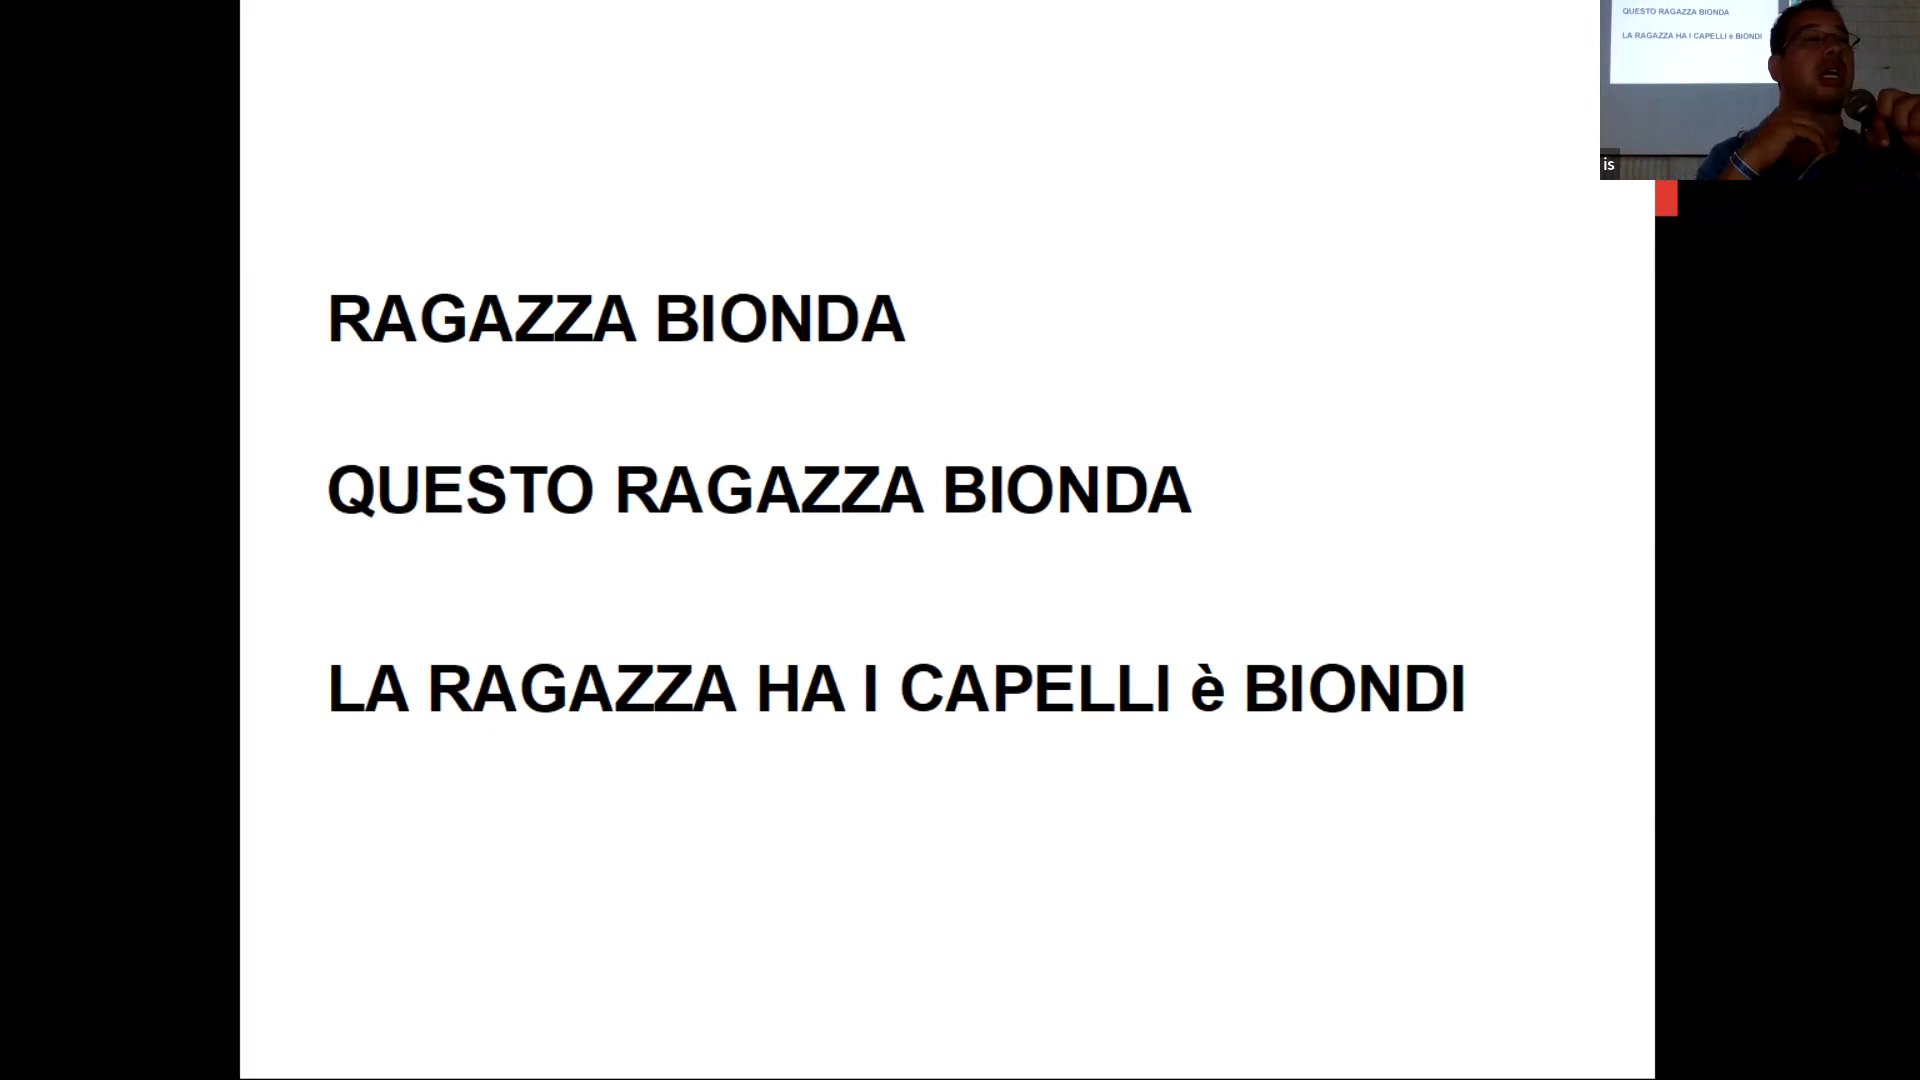 RAGAZZA BIONDA
QUESTO RAGAZZA BIONDA
LA RAGAZZA HA I CAPELLI è BIONDI
QUESTO RAGAZZA BIONDA
LA RAGAZZA HA I CAPELLI è BIONDI
is